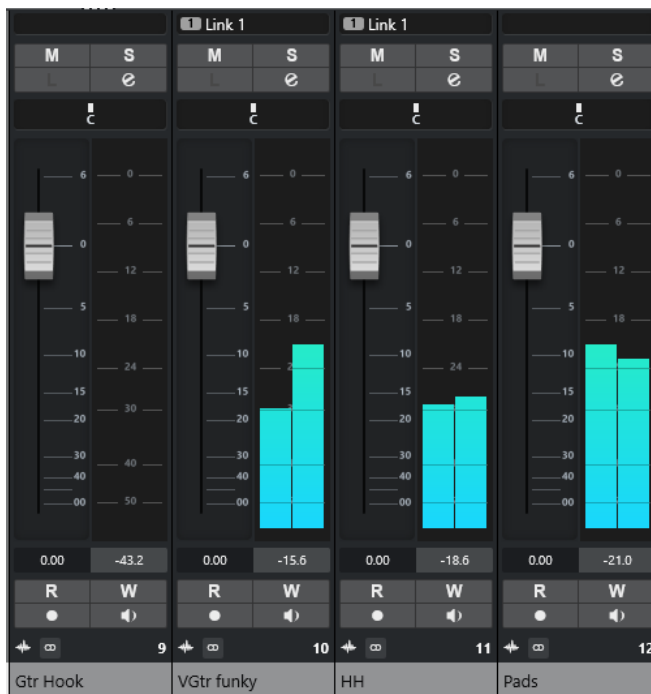 1 Link 1 1 Link 1
M S M S M S M S
L e L e L e L e
C C C C
6 0 6 0 6 0 6 0
6 6 6 6
0 0 0 0
12 12 12 12
5 5 5 5
18 18 18 18
10 10 10 10
24 24
15 15 15 15
30
20 20 20 20
30 30 30 30
40
40 40 40 40
50
00 00 00 00
0.00 -43.2 0.00 -15.6 0.00 -18.6 0.00 -21.0
R W R W R W R W
9 10 11 12
Gtr Hook VGtr funky HH Pads